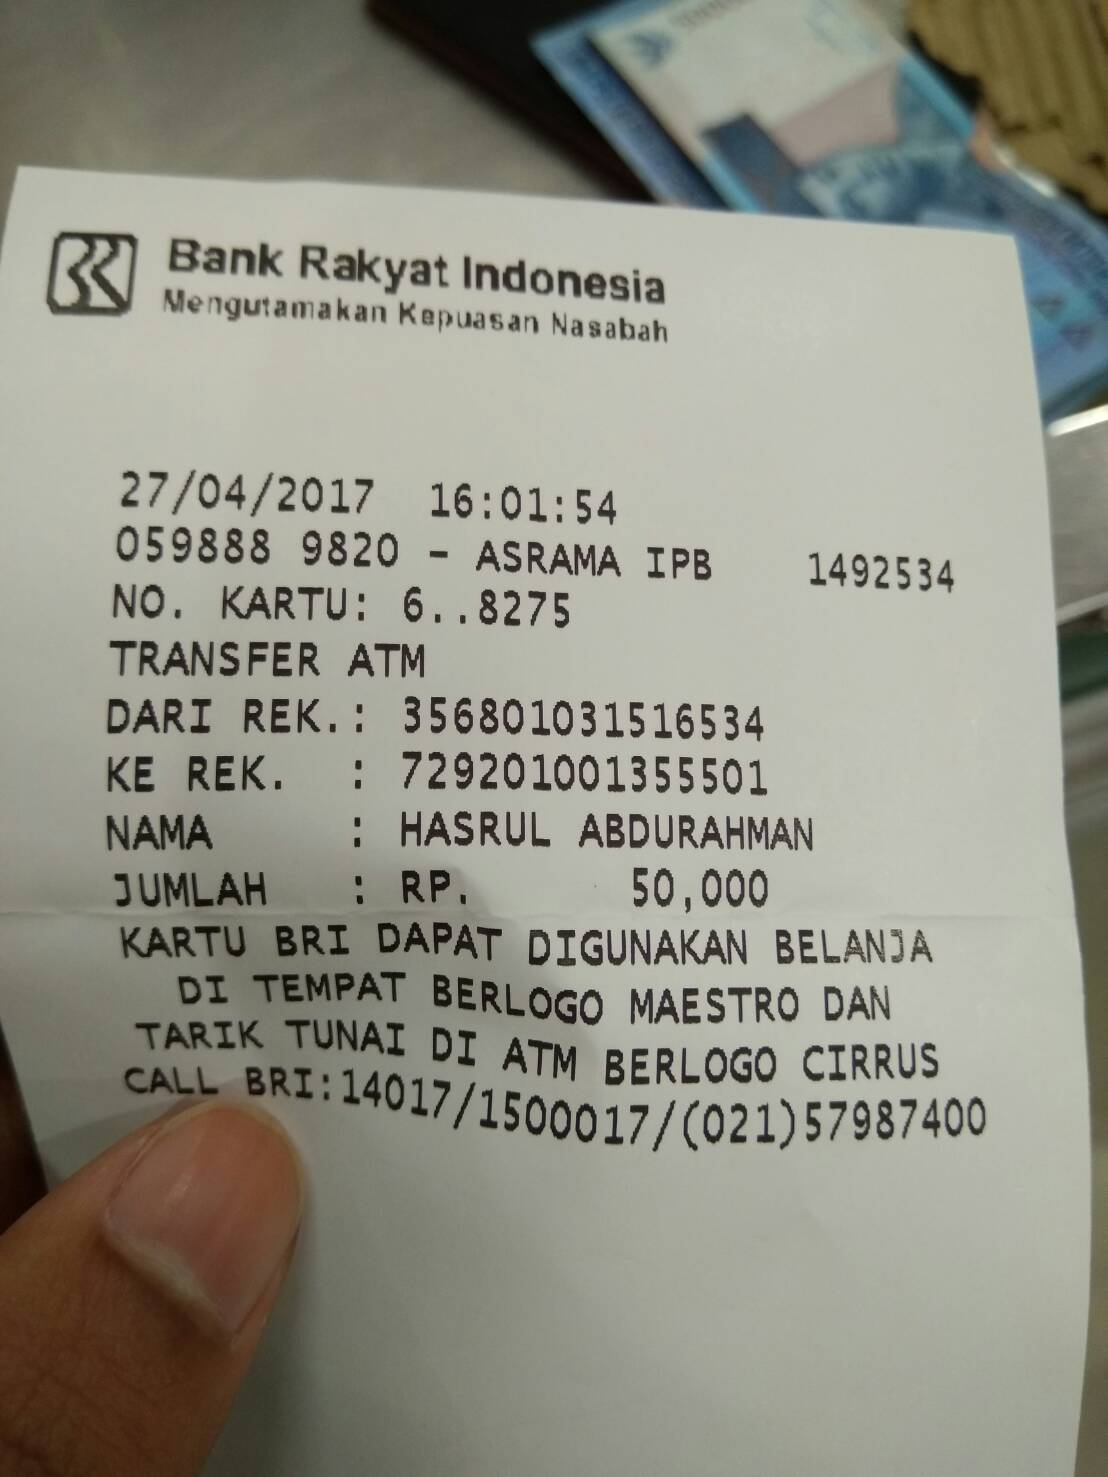 Bank Rakyat Indonesia
Mengutamakan Kepuasan Nasabah
27/04/2017 16:01:54
059888 9820 - ASRAMA IPB 1492534
NO. KARTU: 6..8275
TRANSFER ATM
DARI REK.: 356801031516534
KE REK. : 729201001355501
NAMA : HASRUL ABDURAHMAN
JUMLAH : RP. 50,000
KARTU BRI DAPAT DIGUNAKAN BELANJA
DI TEMPAT BERLOGO MAESTRO DAN
TARIK TUNAI DI ATM BERLOGO CIRRUS
CALL BRI:14017/1500017/(021)57987400